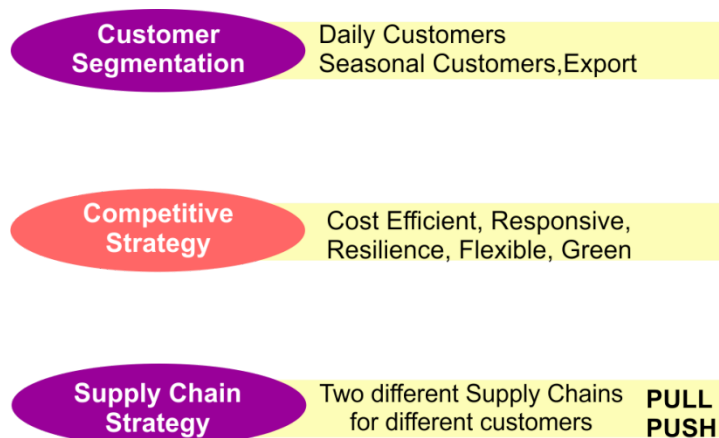 Customer
Segmentation
Daily Customers
Seasonal Customers,Export
Competitive
Strategy
Cost Efficient, Responsive,
Resilience, Flexible, Green
Supply Chain
Strategy
Two different Supply Chains
for different customers
PULL
PUSH